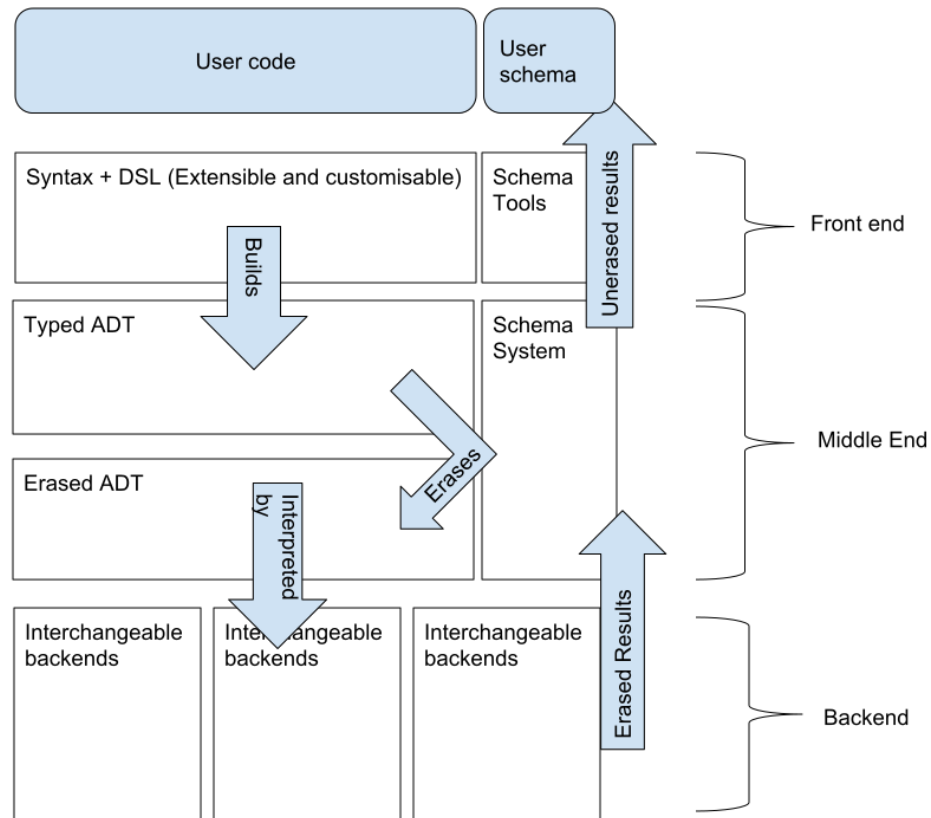 User code
User
schema
Syntax + DSL (Extensible and customisable)
Schema
Tools
Unerased results
Front end
Builds
Typed ADT
Schema
System
Middle End
Erases
Erased ADT
Interpreted
by
Interchangeable
backends
Interchangeable
backends
Interchangeable
backends
Erased Results
Backend